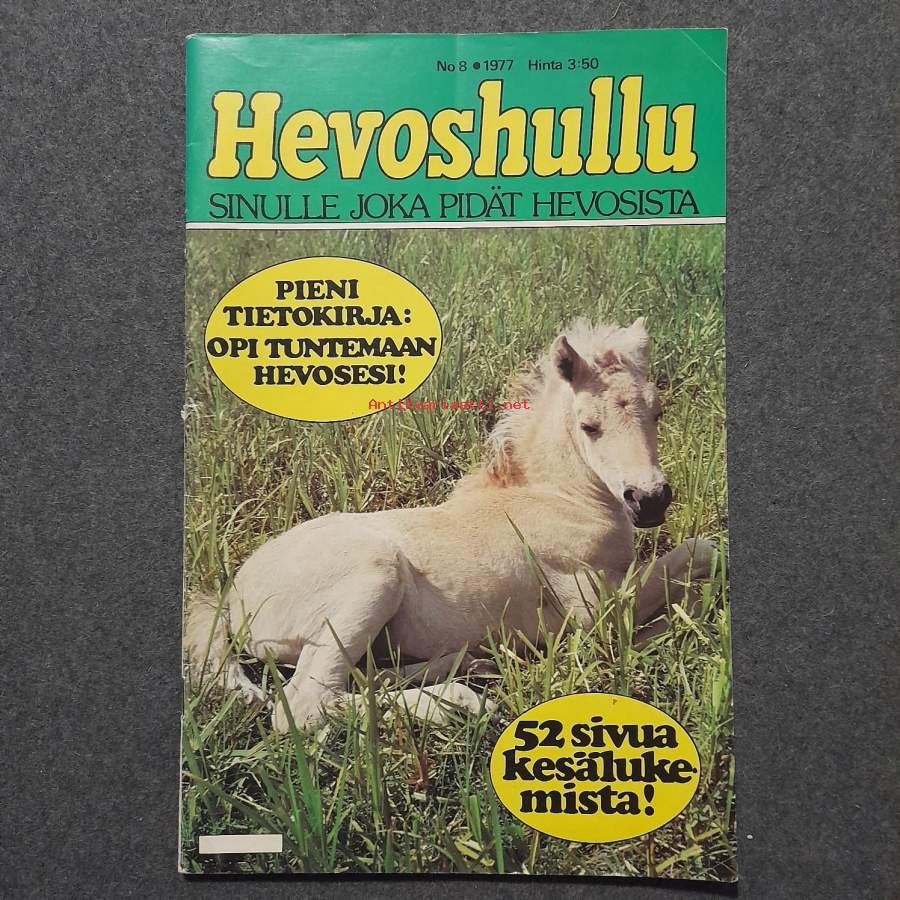 No 8 • 1977 Hinta 3:50
Hevoshullu
SINULLE JOKA PIDÄT HEVOSISTA
PIENI
TIETOKIRJA:
OPI TUNTEMAAN
HEVOSESI!
Antikvariaatti.net
52 sivua
kesäluke-
mista!